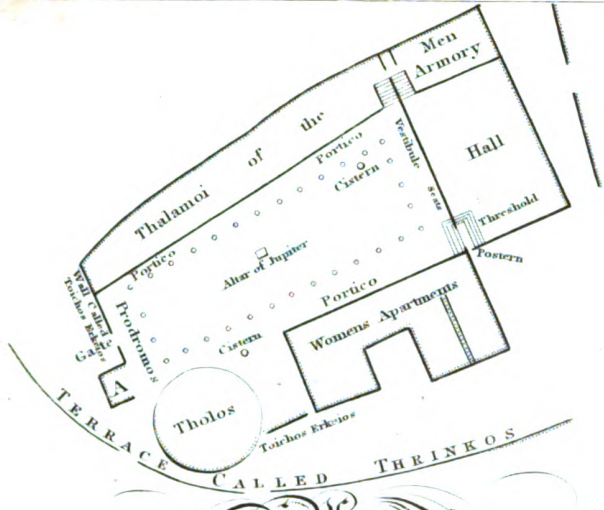 Men
Armory
Thalamoi of the
Hall
Portico
Vestibule
Cistern
Seats
Threshold
Postern
Portico
Altar of Jupiter
Wall Called
Toichos Erkeios
Prodromos
Portico
Gate
A
Cistern
Womens Apartments
Tholos
Toichos Erkeios
TERRACE CALLED THRINKOS